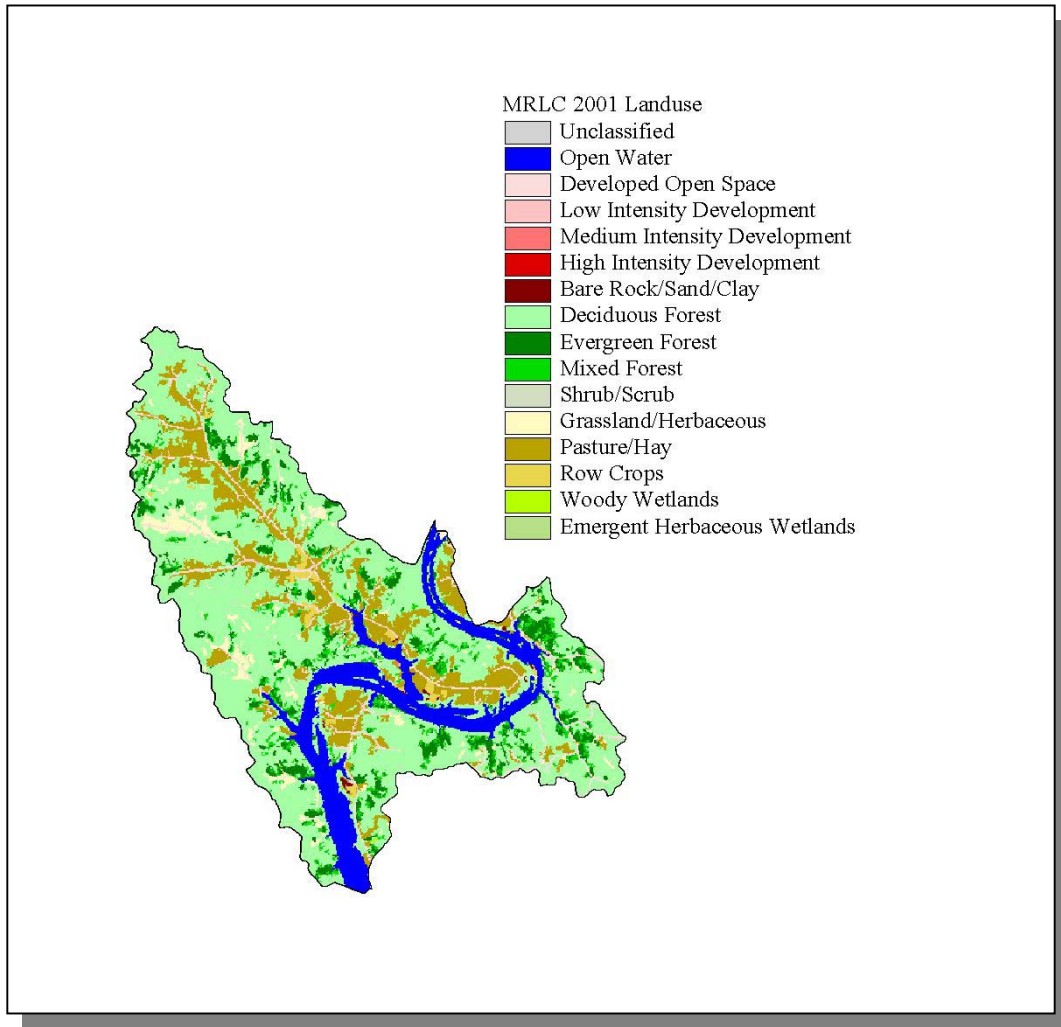 MRLC 2001 Landuse
Unclassified
Open Water
Developed Open Space
Low Intensity Development
Medium Intensity Development
High Intensity Development
Bare Rock/Sand/Clay
Deciduous Forest
Evergreen Forest
Mixed Forest
Shrub/Scrub
Grassland/Herbaceous
Pasture/Hay
Row Crops
Woody Wetlands
Emergent Herbaceous Wetlands